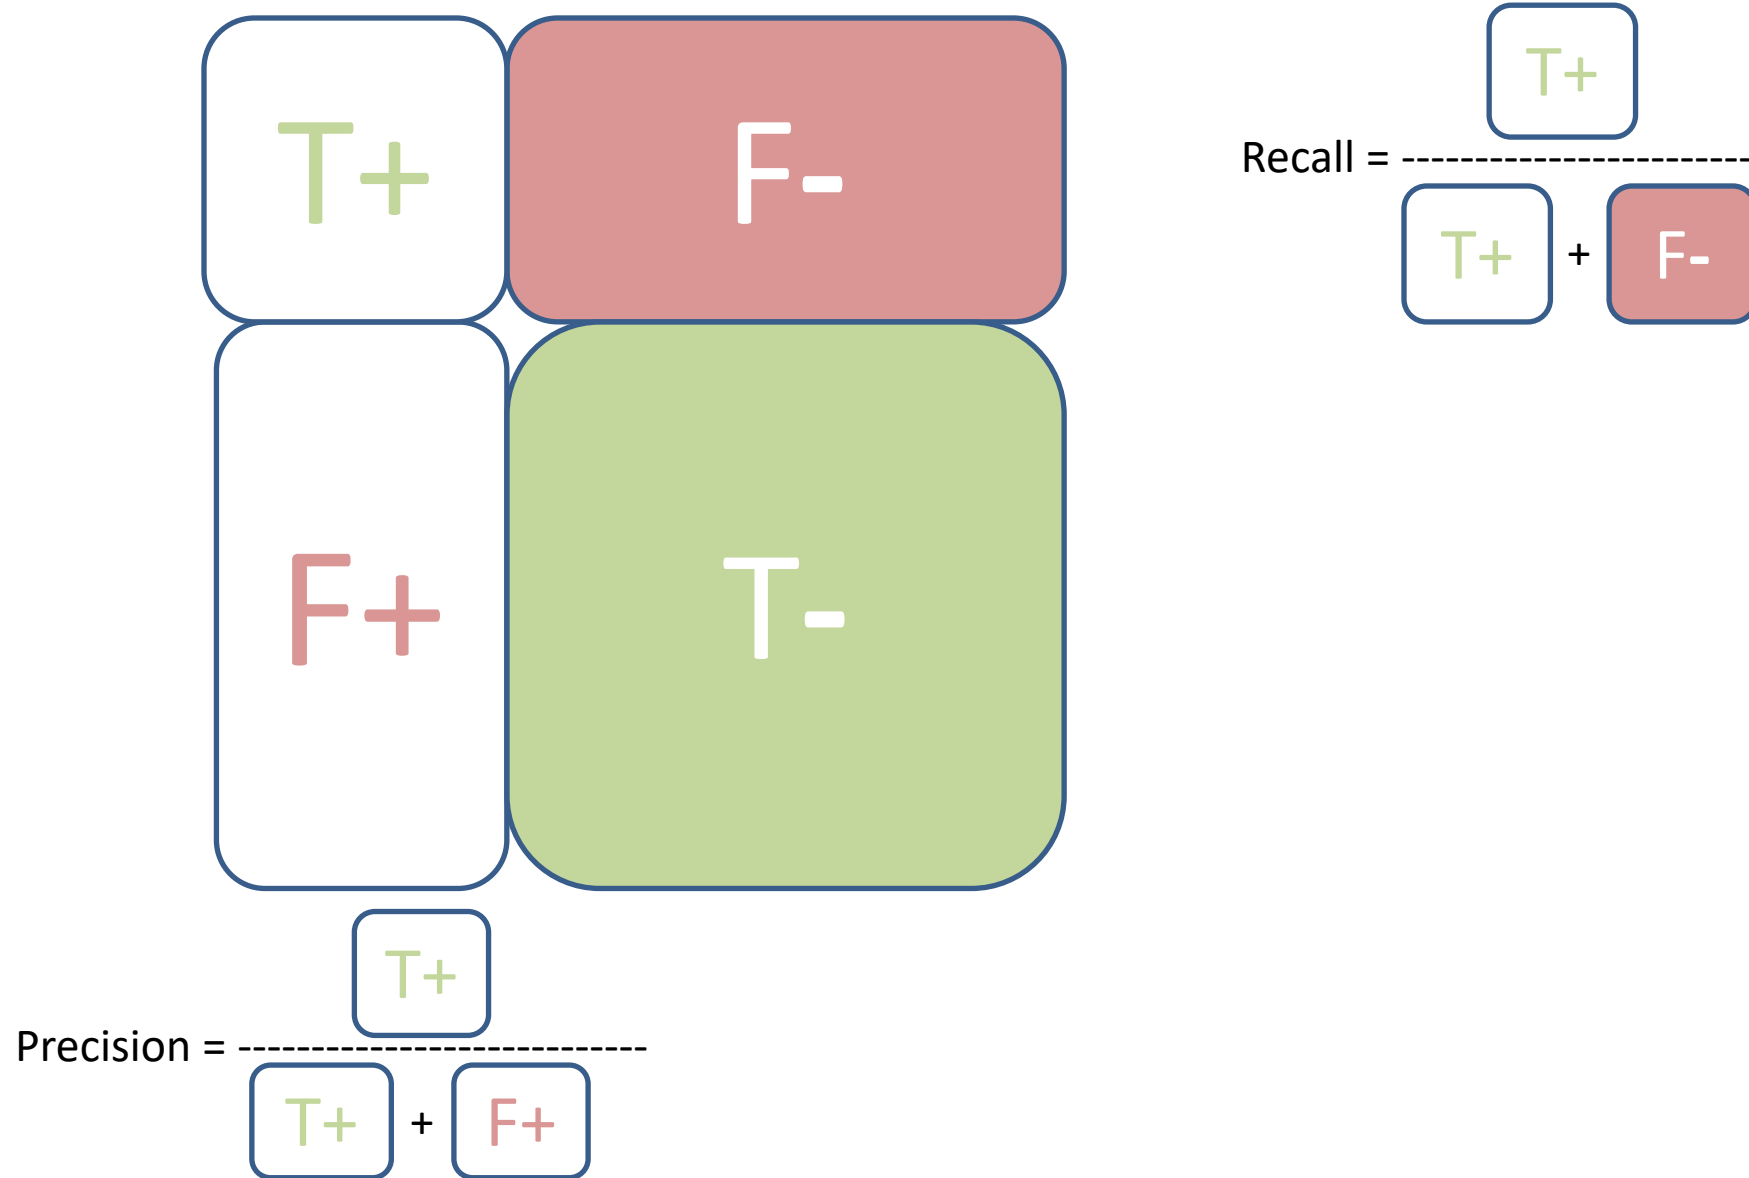 T+ F-
F+ T-
T+
Recall = -----------------------
T+ + F-
T+
Precision = ---------------------------
T+ + F+